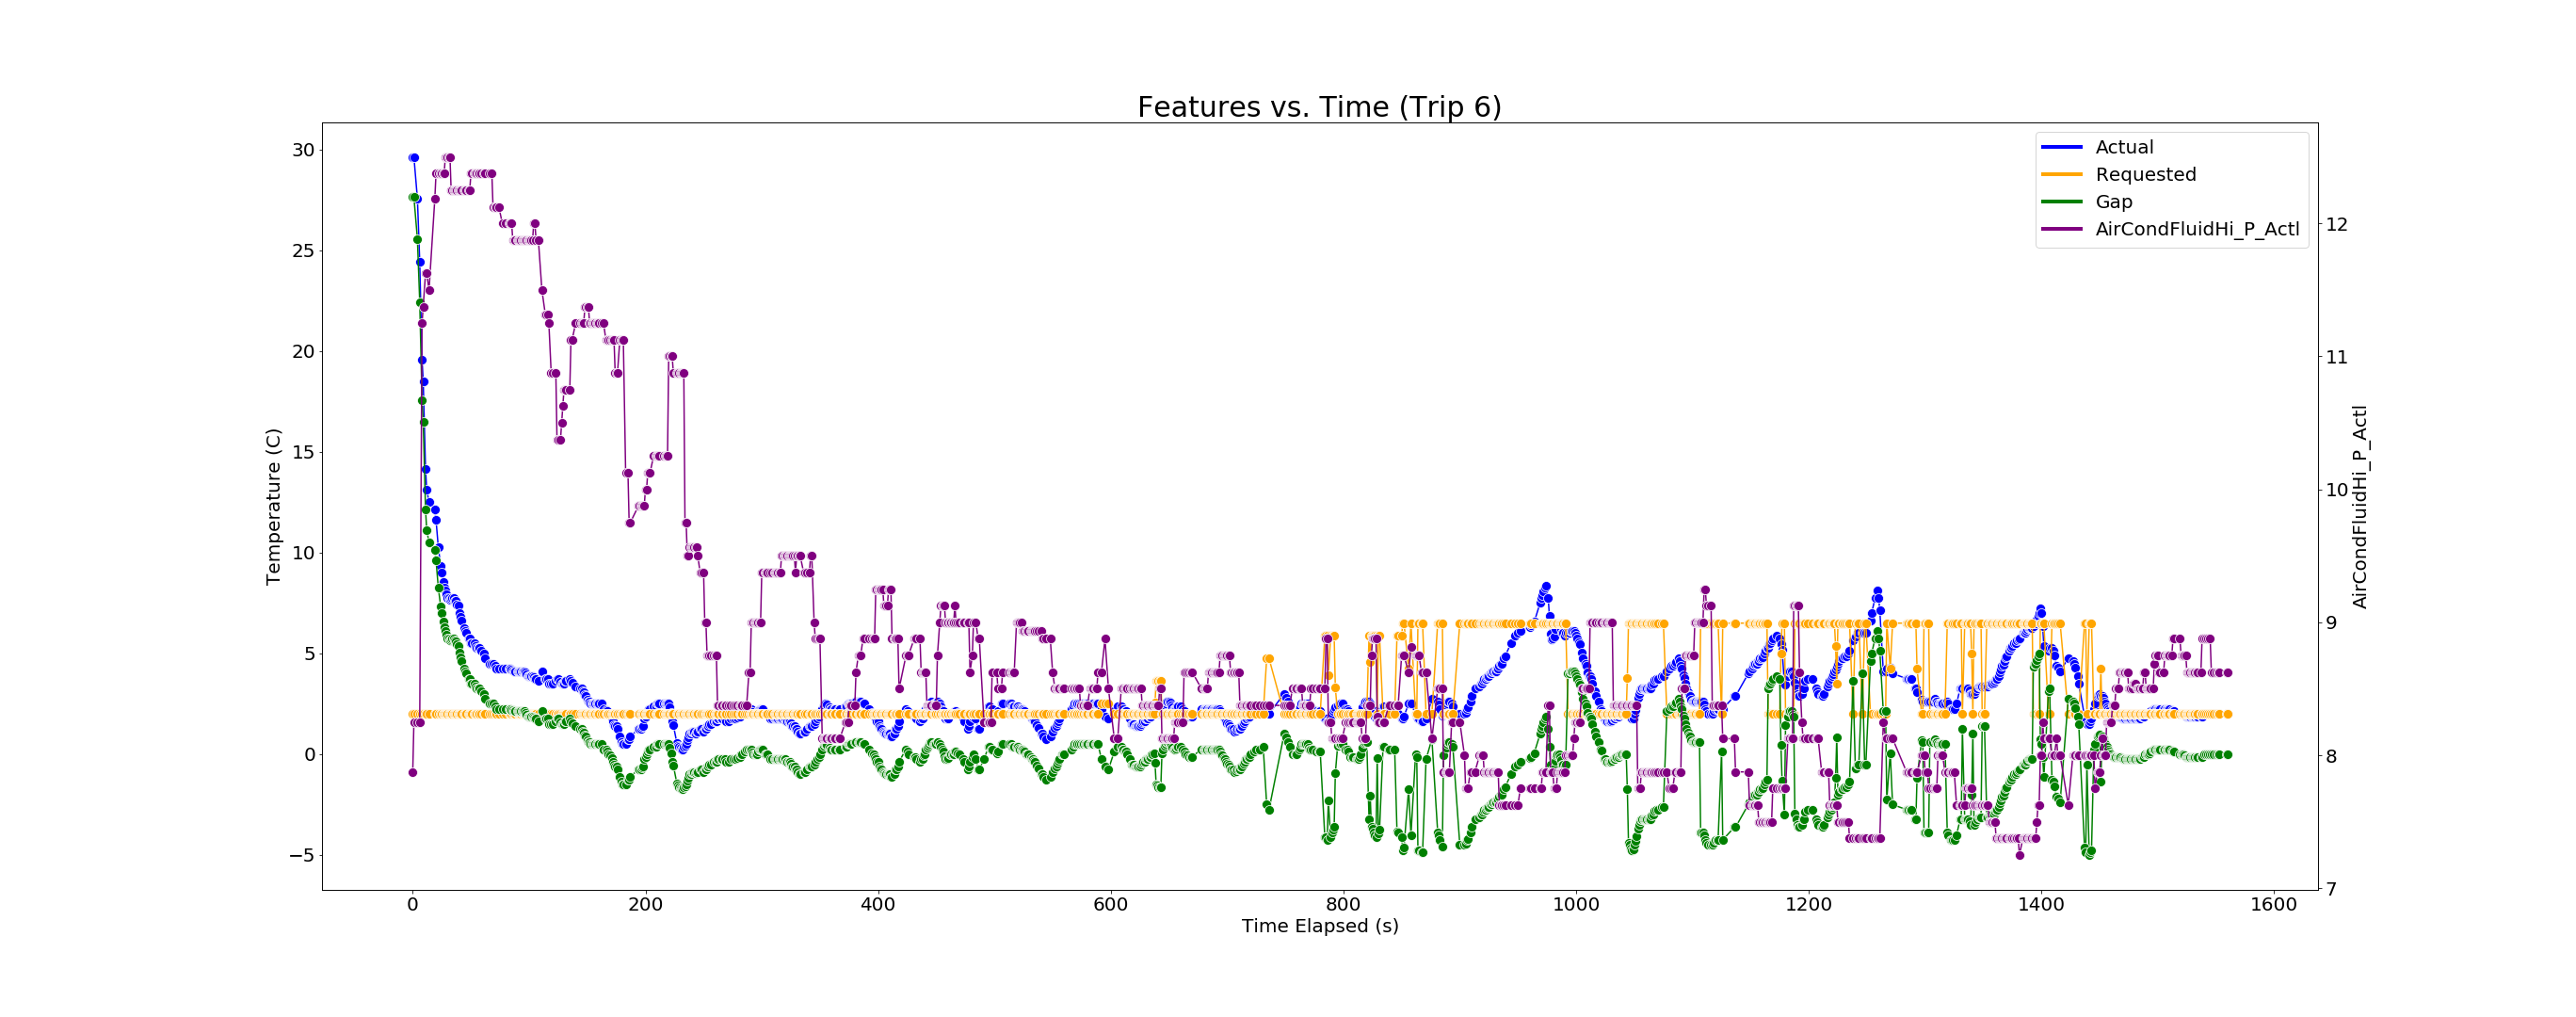 Features vs. Time (Trip 6)
Actual
Requested
Gap
AirCondFluidHi_P_Actl
30
25
20
15
10
5
0
−5
Temperature (C)
12
11
10
9
8
7
AirCondFluidHi_P_Actl
0 200 400 600 800 1000 1200 1400 1600
Time Elapsed (s)